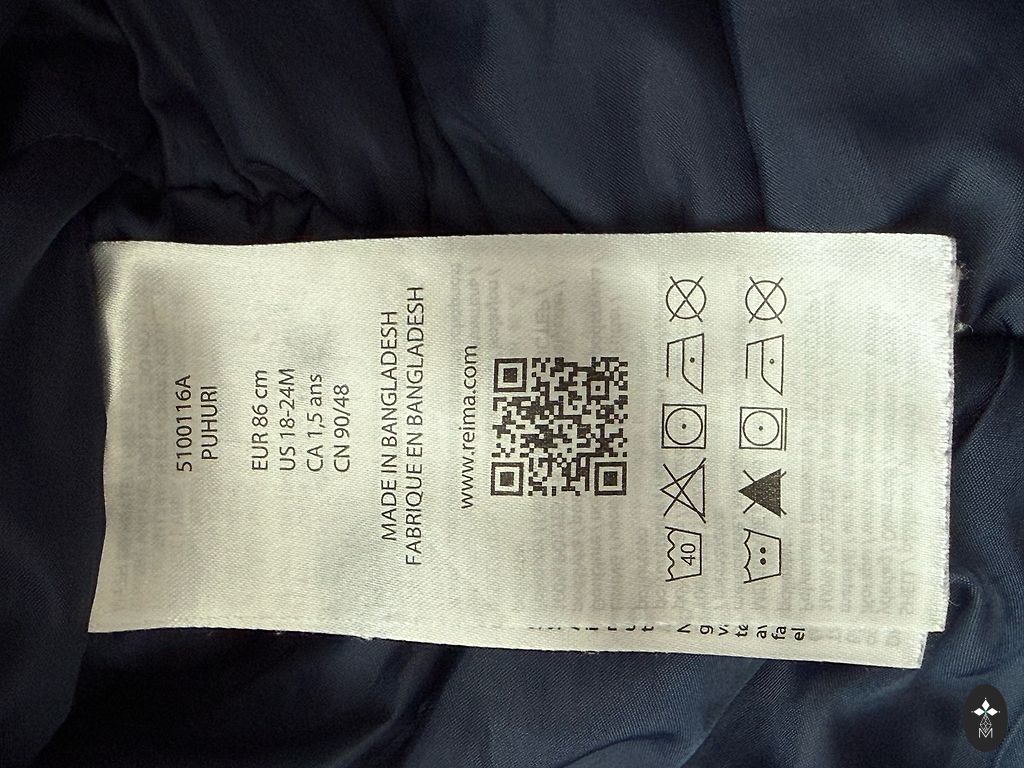 5100116A
PUHURI
EUR 86 cm
US 18-24M
CA 1,5 ans
CN 90/48
MADE IN BANGLADESH
FABRIQUE EN BANGLADESH
www.reima.com
40